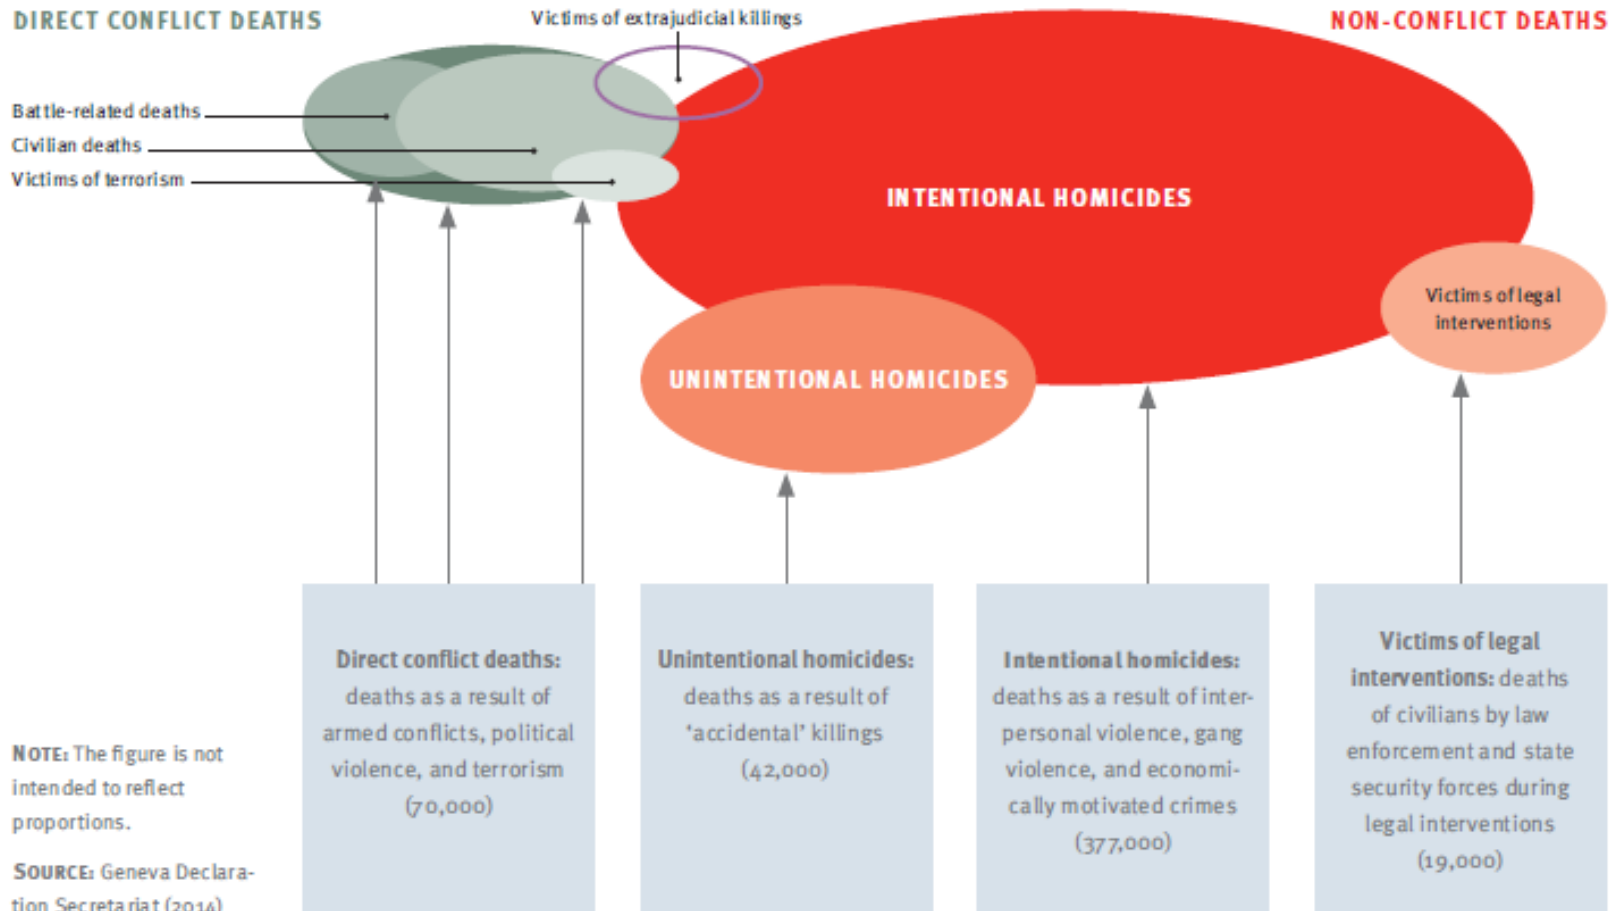 DIRECT CONFLICT DEATHS
Victims of extrajudicial killings
NON-CONFLICT DEATHS
Battle-related deaths
Civilian deaths
Victims of terrorism
INTENTIONAL HOMICIDES
Victims of legal
interventions
UNINTENTIONAL HOMICIDES
Direct conflict deaths:
deaths as a result of
armed conflicts, political
violence, and terrorism
(70,000)
Unintentional homicides:
deaths as a result of
‘accidental’ killings
(42,000)
Intentional homicides:
deaths as a result of inter-
personal violence, gang
violence, and economi-
cally motivated crimes
(377,000)
Victims of legal
interventions: deaths
of civilians by law
enforcement and state
security forces during
legal interventions
(19,000)
NOTE: The figure is not
intended to reflect
proportions.
SOURCE: Geneva Declara-
tion Secretariat (2014)